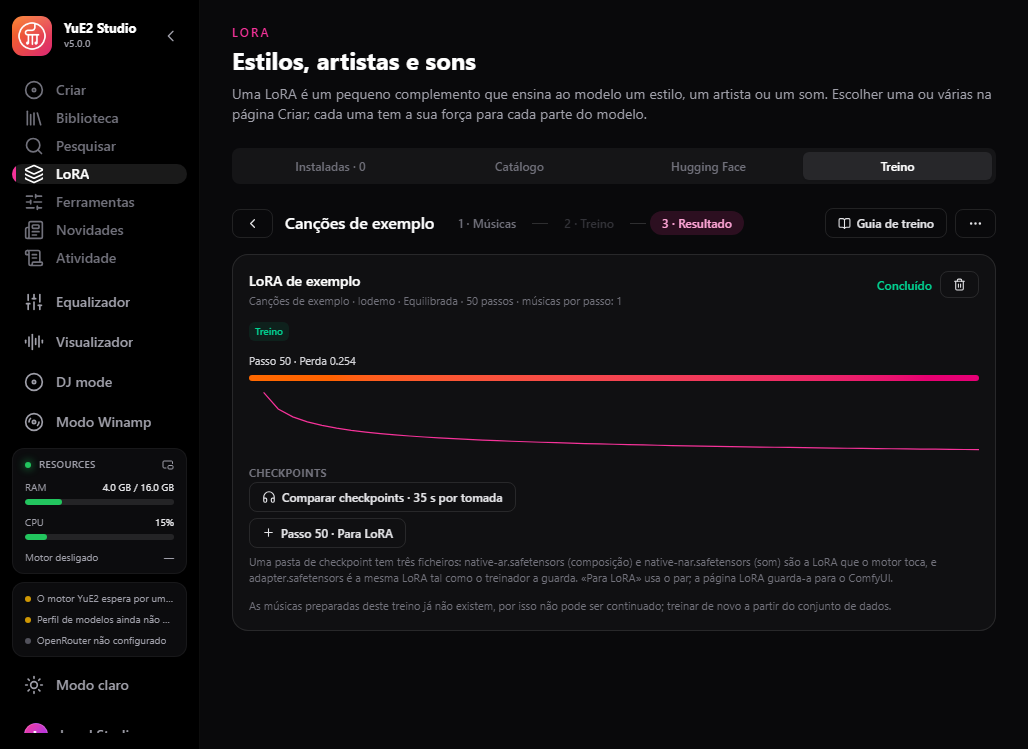 YuE2 Studio
v5.0.0
Criar
Biblioteca
Pesquisar
LoRA
Ferramentas
Novidades
Atividade
Equalizador
Visualizador
DJ mode
Modo Winamp
RESOURCES
RAM 4.0 GB / 16.0 GB
CPU 15%
Motor desligado —
O motor YuE2 espera por um...
Perfil de modelos ainda não ...
OpenRouter não configurado
Modo claro
LORA
Estilos, artistas e sons
Uma LoRA é um pequeno complemento que ensina ao modelo um estilo, um artista ou um som. Escolher uma ou várias na
página Criar; cada uma tem a sua força para cada parte do modelo.
Instaladas · 0 Catálogo Hugging Face Treino
Canções de exemplo 1 · Músicas — 2 · Treino — 3 · Resultado Guia de treino ...
LoRA de exemplo
Concluído
Canções de exemplo · lodemo · Equilibrada · 50 passos · músicas por passo: 1
Treino
Passo 50 · Perda 0.254
CHECKPOINTS
Comparar checkpoints · 35 s por tomada
+ Passo 50 · Para LoRA
Uma pasta de checkpoint tem três ficheiros: native-ar.safetensors (composição) e native-nar.safetensors (som) são a LoRA que o motor toca, e
adapter.safetensors é a mesma LoRA tal como o treinador a guarda. «Para LoRA» usa o par; a página LoRA guarda-a para o ComfyUI.
As músicas preparadas deste treino já não existem, por isso não pode ser continuado; treinar de novo a partir do conjunto de dados.